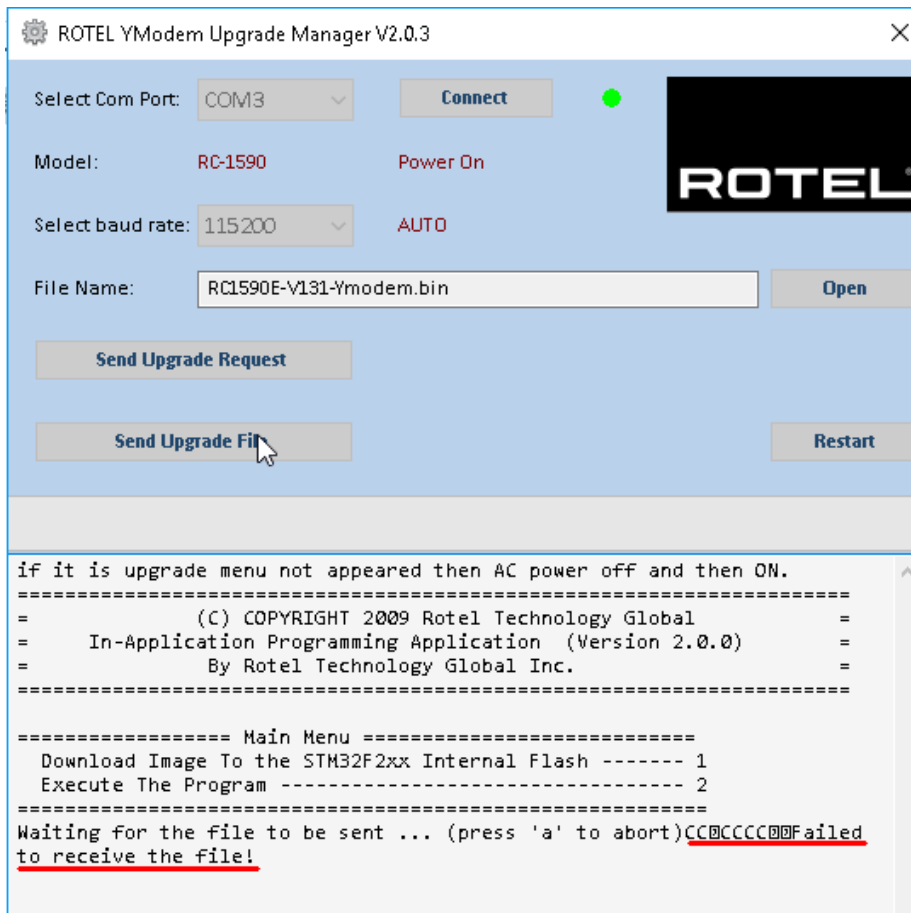 ROTEL YModem Upgrade Manager V2.0.3
Select Com Port: COM3 Connect
Model: RC-1590 Power On
ROTEL
Select baud rate: 115200 AUTO
File Name: RC1590E-V131-Ymodem.bin Open
Send Upgrade Request
Send Upgrade File Restart
if it is upgrade menu not appeared then AC power off and then ON.
======================================================================
= (C) COPYRIGHT 2009 Rotel Technology Global =
= In-Application Programming Application (Version 2.0.0) =
= By Rotel Technology Global Inc. =
======================================================================
================== Main Menu ============================
Download Image To the STM32F2xx Internal Flash ------- 1
Execute The Program ---------------------------------- 2
==========================================================
Waiting for the file to be sent ... (press 'a' to abort)CC□CCCC□□Failed
to receive the file!